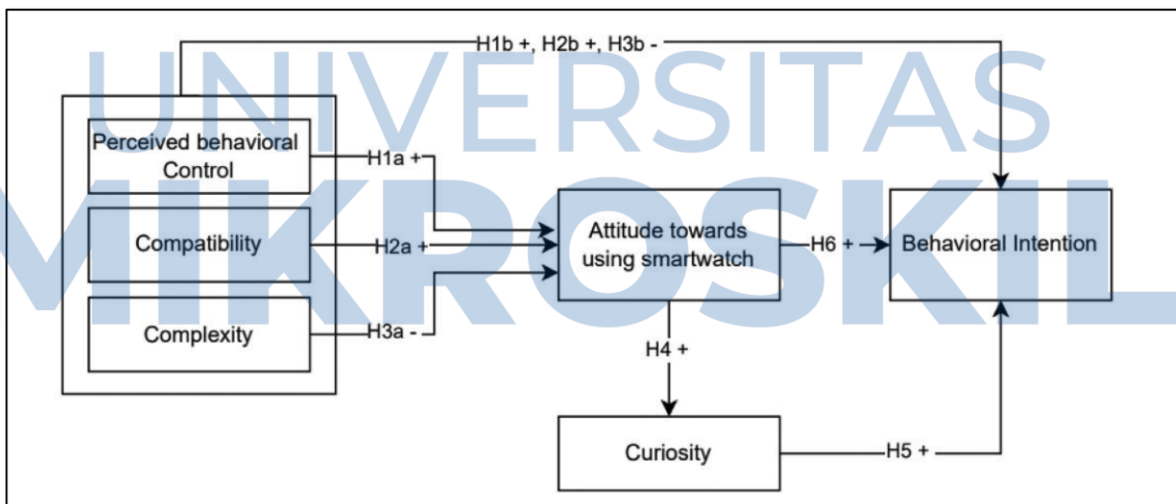 H1b +, H2b +, H3b -
UNIVERSITAS
MIKROSKIL
Perceived behavioral
Control
H1a +
Compatibility
H2a +
Complexity
H3a -
Attitude towards
using smartwatch
H6 +
Behavioral Intention
H4 +
Curiosity
H5 +